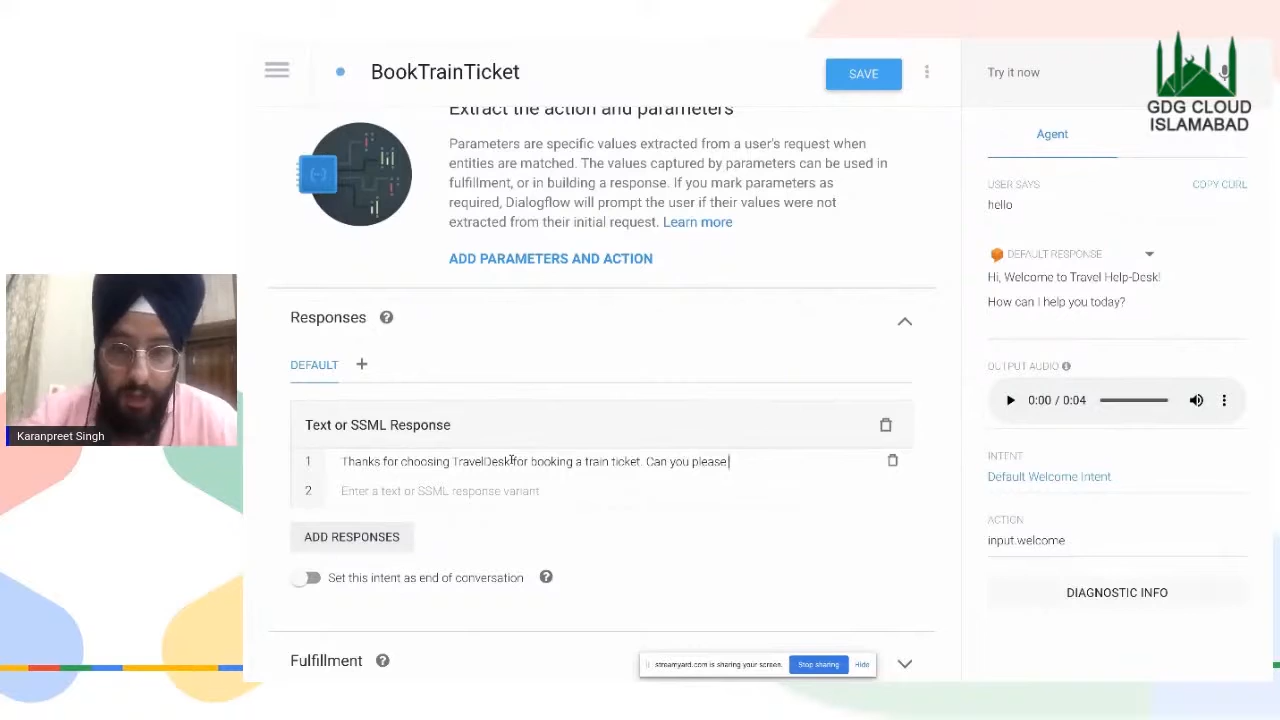 BookTrainTicket
SAVE
Try it now
GDG CLOUD
ISLAMABAD
Extract the action and parameters
Parameters are specific values extracted from a user's request when
entities are matched. The values captured by parameters can be used in
fulfillment, or in building a response. If you mark parameters as
required, Dialogflow will prompt the user if their values were not
extracted from their initial request. Learn more
ADD PARAMETERS AND ACTION
Responses
DEFAULT +
Text or SSML Response
1 Thanks for choosing TravelDesk for booking a train ticket. Can you please
2 Enter a text or SSML response variant
ADD RESPONSES
Set this intent as end of conversation
Fulfillment
streamyard.com is sharing your screen. Stop sharing Hide
Karanpreet Singh
Agent
USER SAYS COPY CURL
hello
DEFAULT RESPONSE
Hi, Welcome to Travel Help-Desk!
How can I help you today?
OUTPUT AUDIO
0:00 / 0:04
INTENT
Default Welcome Intent
ACTION
input.welcome
DIAGNOSTIC INFO